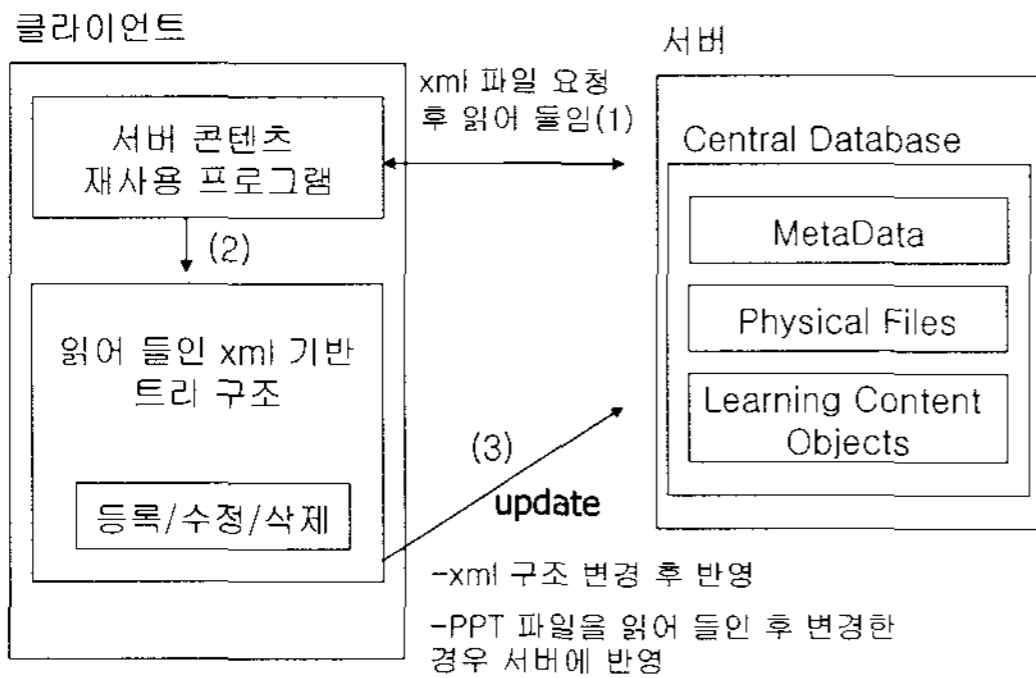 클라이언트
서버 콘텐츠
재사용 프로그램
(2)
읽어 들인 xml 기반
트리 구조
등록/수정/삭제
xml 파일 요청
후 읽어 들임(1)
(3)
update
-xml 구조 변경 후 반영
-PPT 파일을 읽어 들인 후 변경한
경우 서버에 반영
서버
Central Database
MetaData
Physical Files
Learning Content
Objects